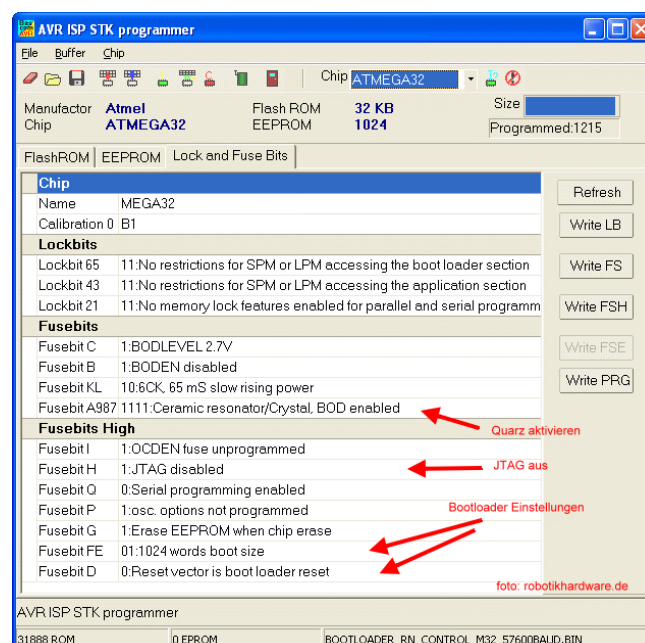 AVR ISP STK programmer
File Buffer Chip
Chip ATMEGA32
Manufactor Atmel Flash ROM 32 KB Size
Chip ATMEGA32 EEPROM 1024 Programmed:1215
FlashROM EEPROM Lock and Fuse Bits
Chip
Name MEGA32
Calibration 0 B1
Lockbits
Lockbit 65 11:No restrictions for SPM or LPM accessing the boot loader section
Lockbit 43 11:No restrictions for SPM or LPM accessing the application section
Lockbit 21 11:No memory lock features enabled for parallel and serial programm
Fusebits
Fusebit C 1:BODLEVEL 2.7V
Fusebit B 1:BODEN disabled
Fusebit KL 10:6CK, 65 mS slow rising power
Fusebit A987 1111:Ceramic resonator/Crystal, BOD enabled
Quarz aktivieren
Fusebits High
Fusebit I 1:OCDEN fuse unprogrammed
Fusebit H 1:JTAG disabled
JTAG aus
Fusebit Q 0:Serial programming enabled
Fusebit P 1:osc. options not programmed
Bootloader Einstellungen
Fusebit G 1:Erase EEPROM when chip erase
Fusebit FE 01:1024 words boot size
Fusebit D 0:Reset vector is boot loader reset
foto: robotikhardware.de
Refresh
Write LB
Write FS
Write FSH
Write FSE
Write PRG
AVR ISP STK programmer
31888 ROM 0 EPROM BOOTLOADER_RN_CONTROL_M32_57600BAUD.BIN